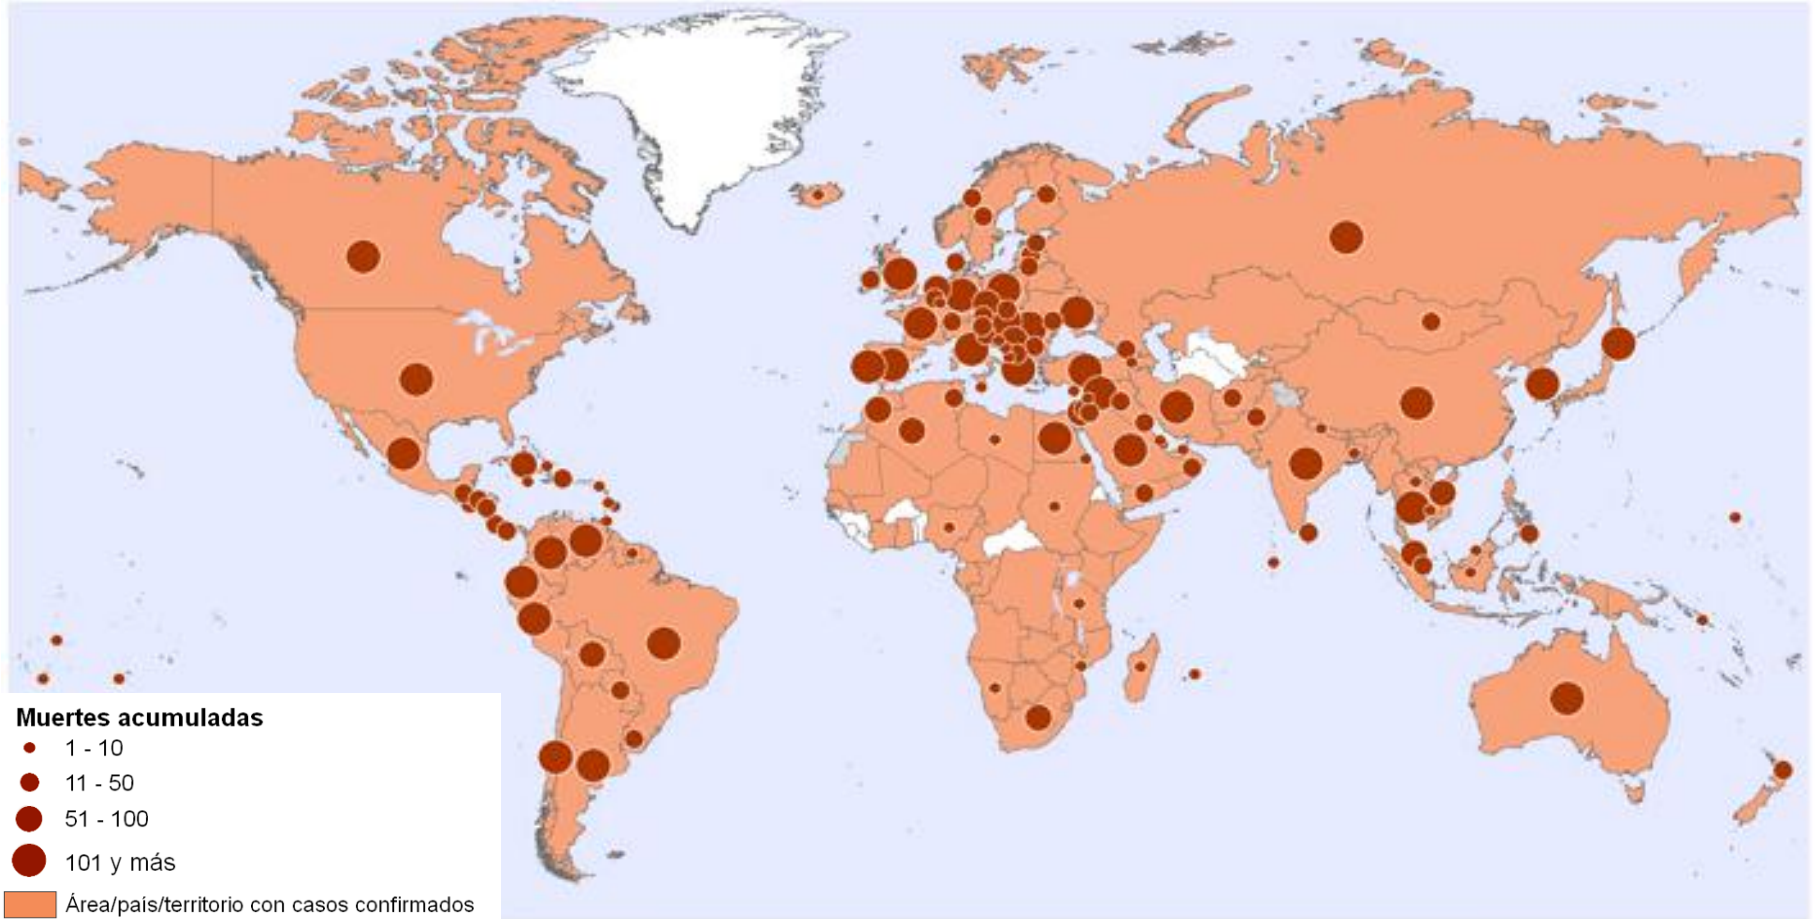 Muertes acumuladas
1 - 10
11 - 50
51 - 100
101 y más
Área/país/territorio con casos confirmados